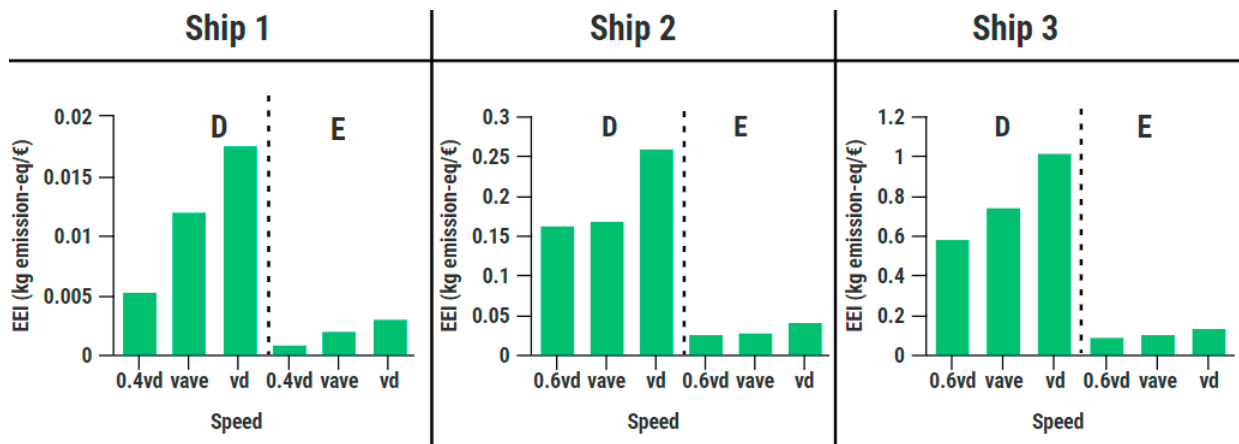 Ship 1
Ship 2
Ship 3
EEI (kg emission-eq/€)
0.02
0.015
0.01
0.005
0
D
E
0.4vd vave vd 0.4vd vave vd
Speed
EEI (kg emission-eq/€)
0.3
0.25
0.2
0.15
0.1
0.05
0
D
E
0.6vd vave vd 0.6vd vave vd
Speed
EEI (kg emission-eq/€)
1.2
1
0.8
0.6
0.4
0.2
0
D
E
0.6vd vave vd 0.6vd vave vd
Speed